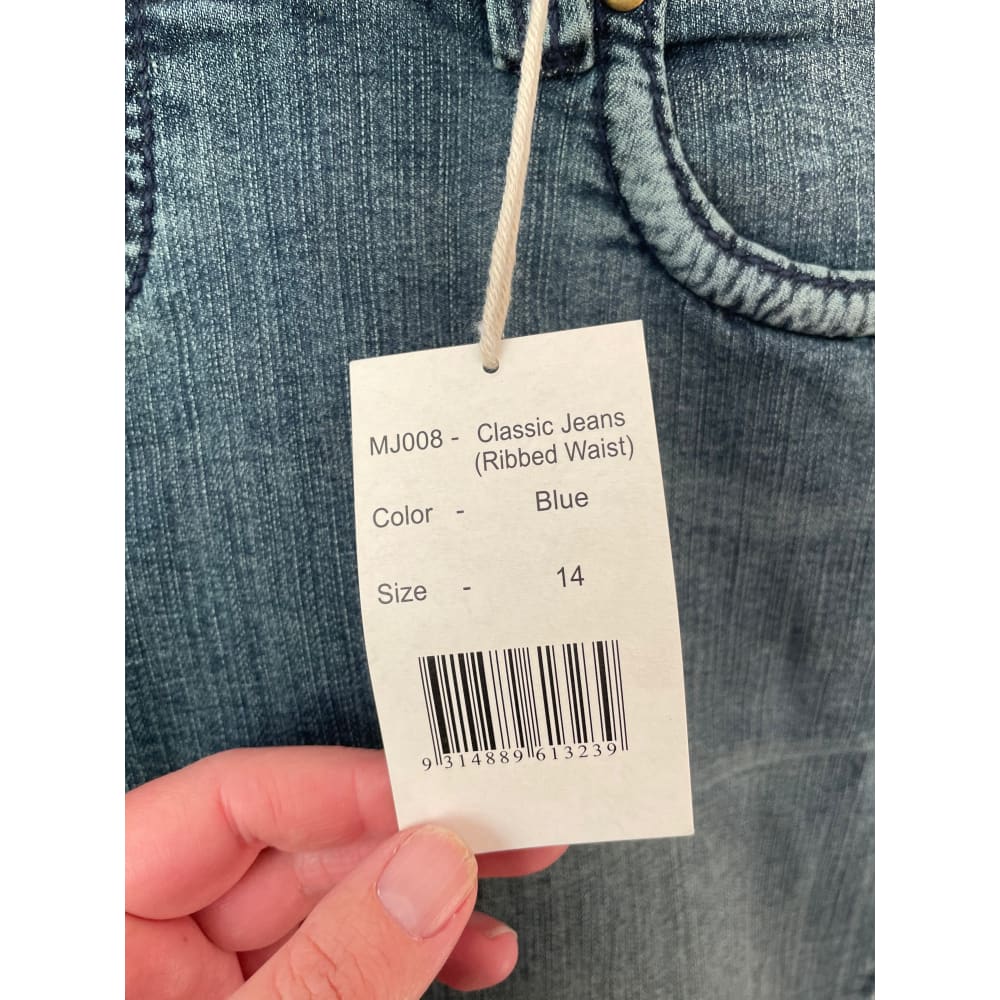 MJ008 - Classic Jeans
(Ribbed Waist)
Color - Blue
Size - 14
9 314889 613239